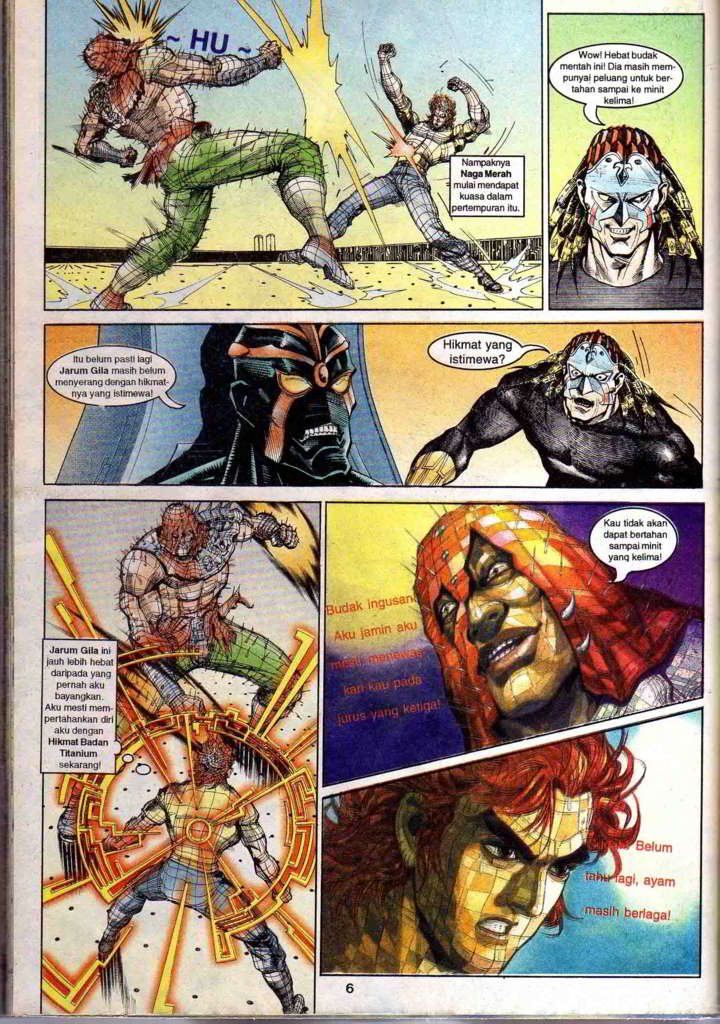 ~ HU ~
Nampaknya
Naga Merah
mulai mendapat
kuasa dalam
pertempuran itu.
Wow! Hebat budak
mentah ini! Dia masih mem-
punyai peluang untuk ber-
tahan sampai ke minit
kelima!
Itu belum pasti lagi
Jarum Gila masih belum
menyerang dengan hikmat-
nya yang istimewa!
Hikmat yang
istimewa?
Jarum Gila ini
jauh lebih hebat
daripada yang
pernah aku
bayangkan.
Aku mesti mem-
pertahankan diri
aku dengan
Hikmat Badan
Titanium
sekarang!
Kau tidak akan
dapat bertahan
sampai minit
yang kelima!
Budak ingusan
Aku jamin aku
mesti menewas
kan kau pada
jurus yang ketiga!
Belum
tahu lagi, ayam
masih berlaga!
6